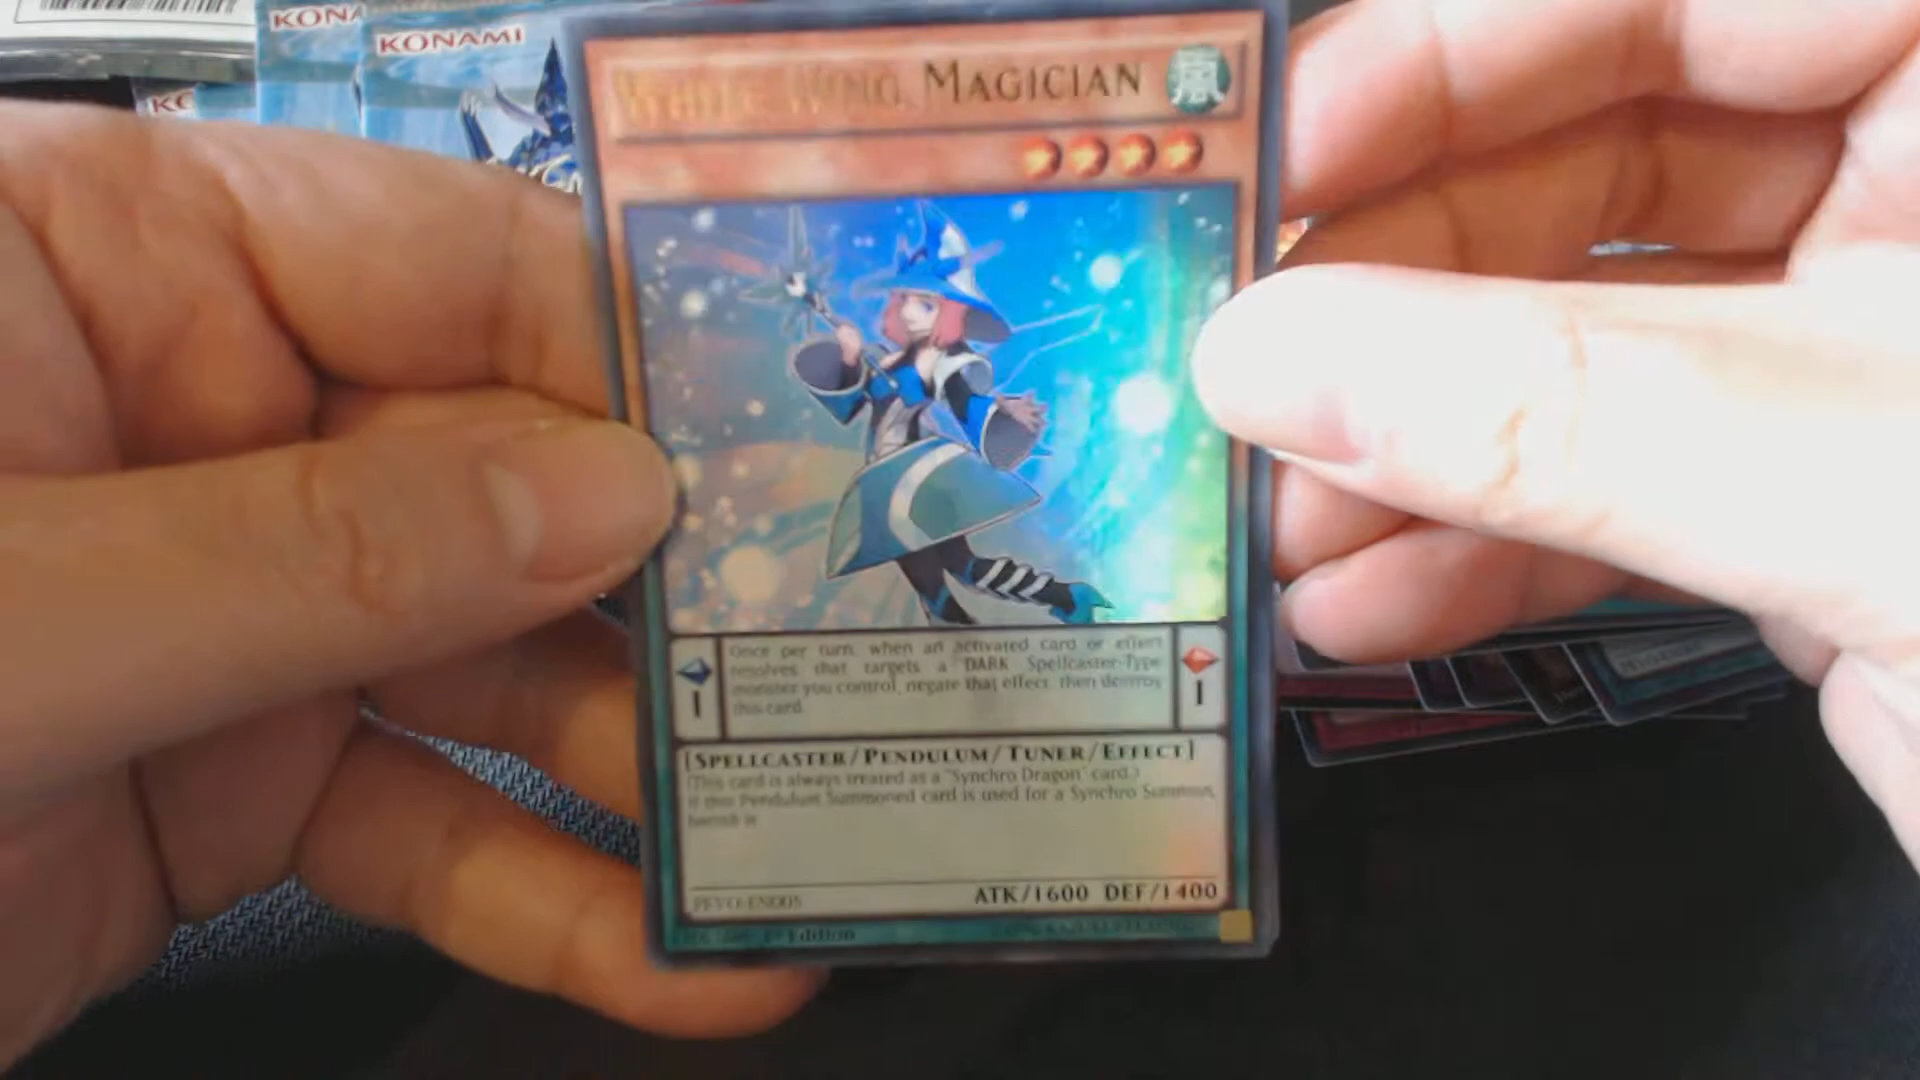 KONA
KONAMI
KO
WHITE WING MAGICIAN
Once per turn, when an activated card or effect
resolves that targets a DARK Spellcaster-Type
monster you control, negate that effect, then destroy
this card.
1
1
[SPELLCASTER/PENDULUM/TUNER/EFFECT]
(This card is always treated as a "Synchro Dragon" card.)
If this Pendulum Summoned card is used for a Synchro Summon,
banish it.
ATK/1600 DEF/1400
PEVO-EN005
1st Edition